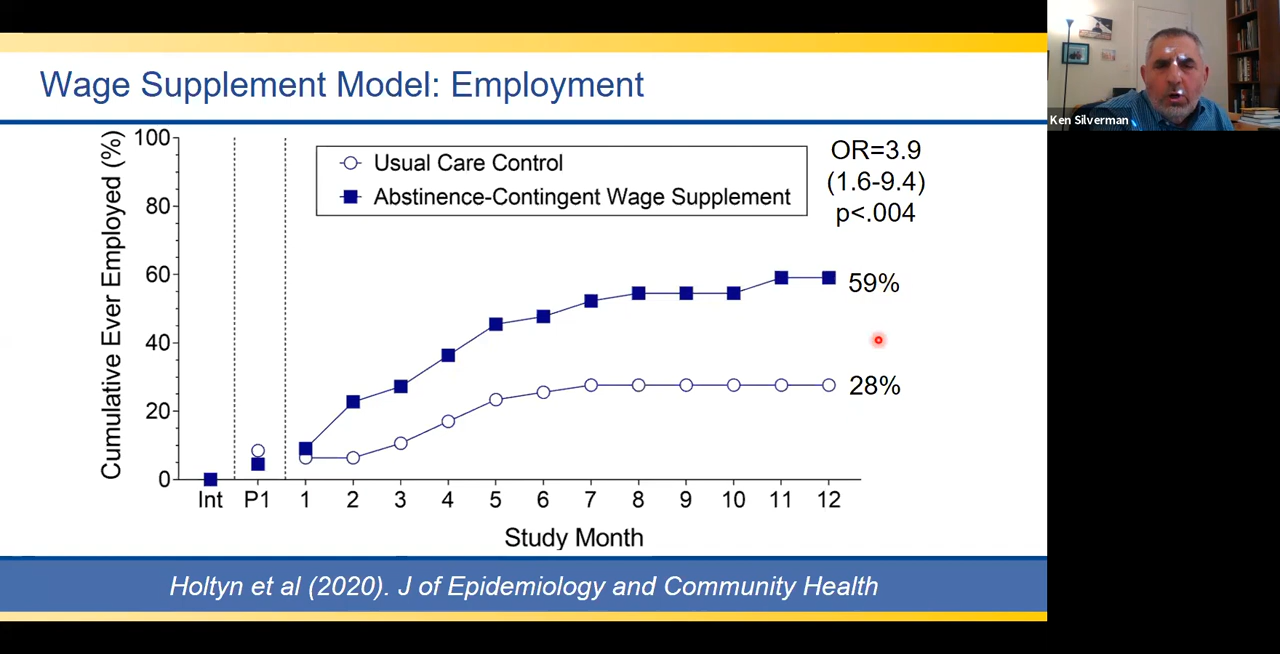 Wage Supplement Model: Employment
Ken Silverman
Cumulative Ever Employed (%)
100
80
60
40
20
0
Usual Care Control
Abstinence-Contingent Wage Supplement
OR=3.9
(1.6-9.4)
p<.004
59%
28%
Int P1 1 2 3 4 5 6 7 8 9 10 11 12
Study Month
Holtyn et al (2020). J of Epidemiology and Community Health